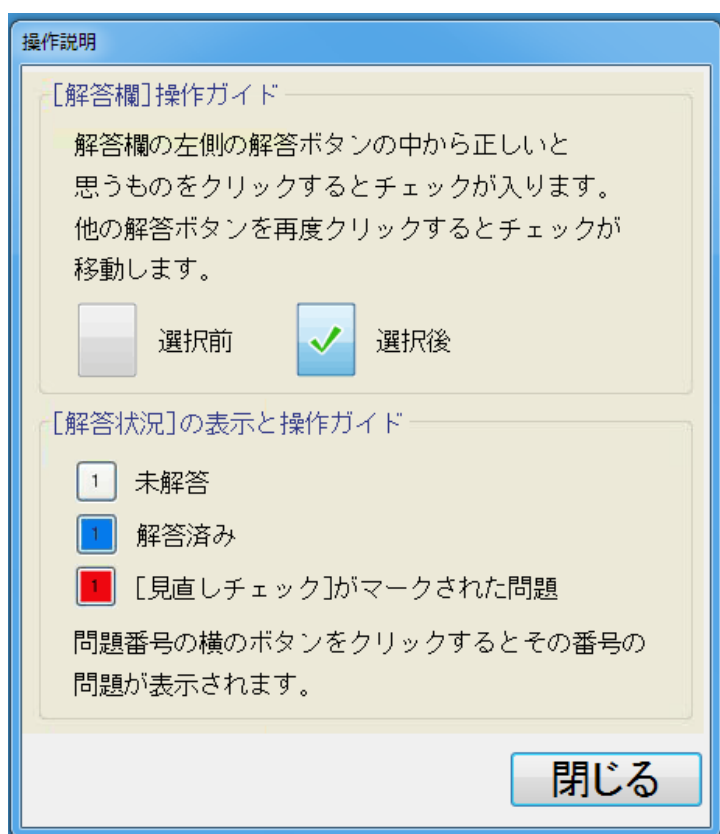 操作説明
[解答欄]操作ガイド
解答欄の左側の解答ボタンの中から正しいと
思うものをクリックするとチェックが入ります。
他の解答ボタンを再度クリックするとチェックが
移動します。
選択前 選択後
[解答状況]の表示と操作ガイド
1 未解答
1 解答済み
1 [見直しチェック]がマークされた問題
問題番号の横のボタンをクリックするとその番号の
問題が表示されます。
閉じる